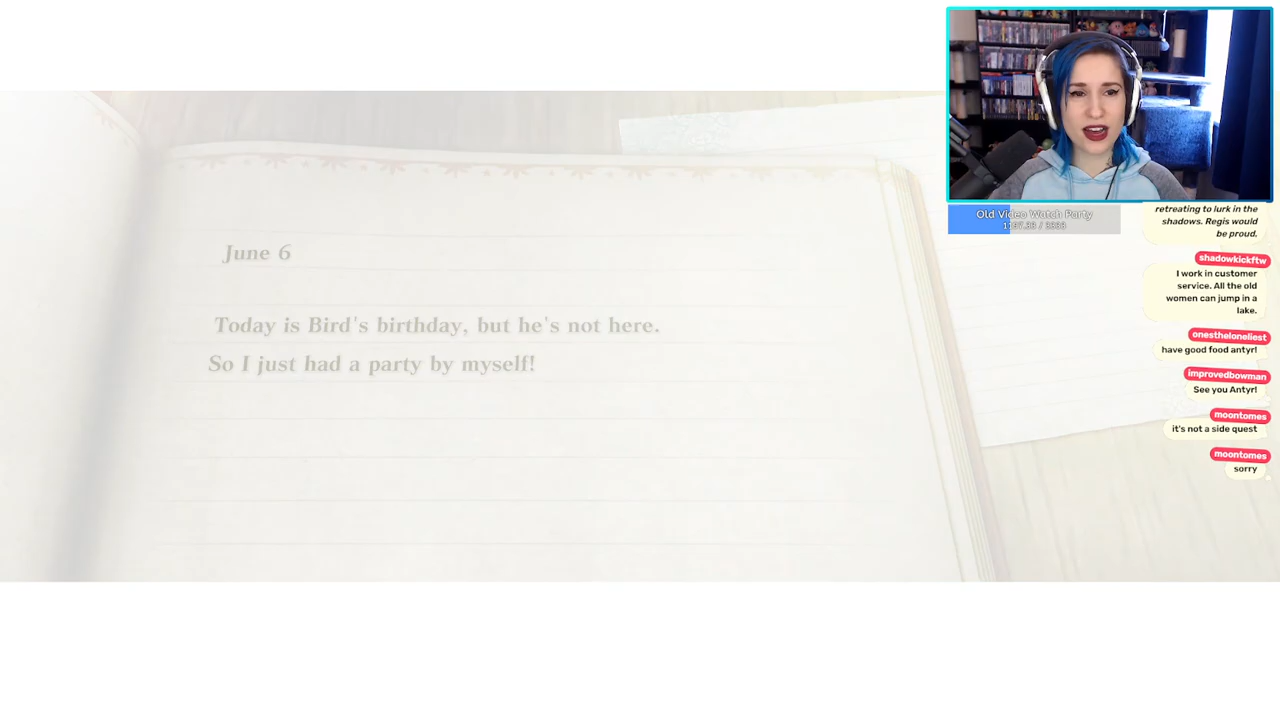 June 6
Today is Bird's birthday, but he's not here.
So I just had a party by myself!
Old Video Watch Party
1197.33 / 3333
retreating to lurk in the
shadows. Regis would
be proud.
shadowkickftw
I work in customer
service. All the old
women can jump in a
lake.
onestheloneliest
have good food antyr!
improvedbowman
See you Antyr!
moontomes
it's not a side quest
moontomes
sorry